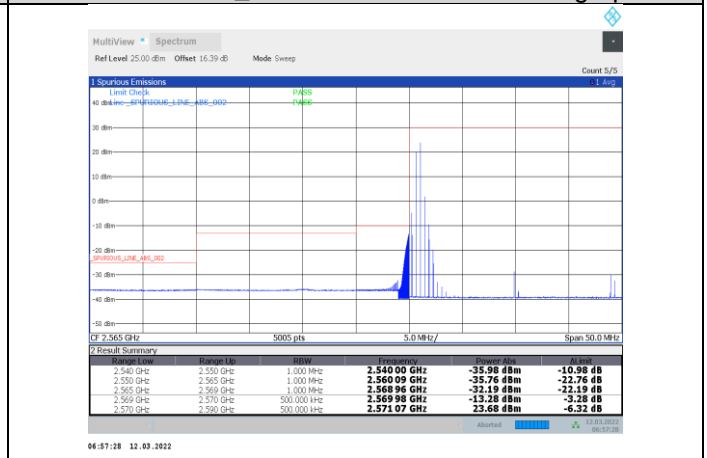 MultiView Spectrum
Ref Level 25.00 dBm Offset 16.39 dB Mode Sweep
Count 5/5
1 Spurious Emissions 1 Avg
Limit Check PASS
40 dBm Line _SPURIOUS_LINE_ABS_002 PASS
30 dBm
20 dBm
10 dBm
0 dBm
-10 dBm
-20 dBm
_SPURIOUS_LINE_ABS_002
-30 dBm
-40 dBm
-50 dBm
CF 2.565 GHz 5005 pts 5.0 MHz/ Span 50.0 MHz
2 Result Summary
Range Low Range Up RBW Frequency Power Abs ΔLimit
2.540 GHz 2.550 GHz 1.000 MHz 2.540 00 GHz -35.98 dBm -10.98 dB
2.550 GHz 2.565 GHz 1.000 MHz 2.560 09 GHz -35.76 dBm -22.76 dB
2.565 GHz 2.569 GHz 1.000 MHz 2.568 96 GHz -32.19 dBm -22.19 dB
2.569 GHz 2.570 GHz 500.000 kHz 2.569 98 GHz -13.28 dBm -3.28 dB
2.570 GHz 2.590 GHz 500.000 kHz 2.571 07 GHz 23.68 dBm -6.32 dB
Aborted 12.03.2022
06:57:28
06:57:28 12.03.2022